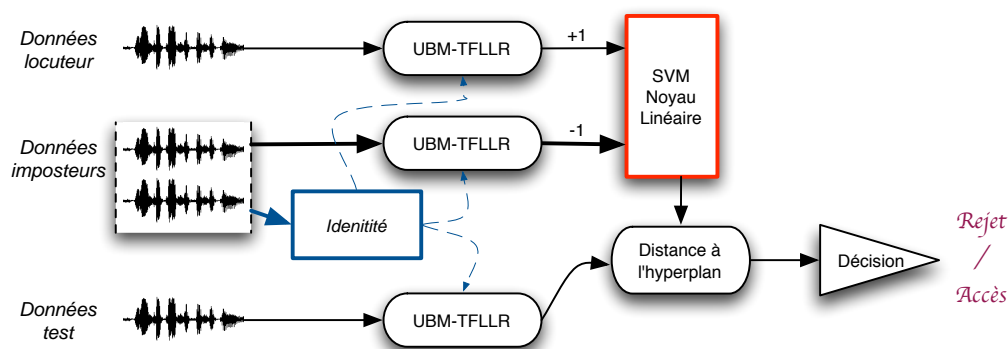 Données
locuteur
UBM-TFLLR
+1
SVM
Noyau
Linéaire
Données
imposteurs
UBM-TFLLR
-1
Idenitité
Distance à
l'hyperplan
Décision
Rejet
/
Accès
Données
test
UBM-TFLLR